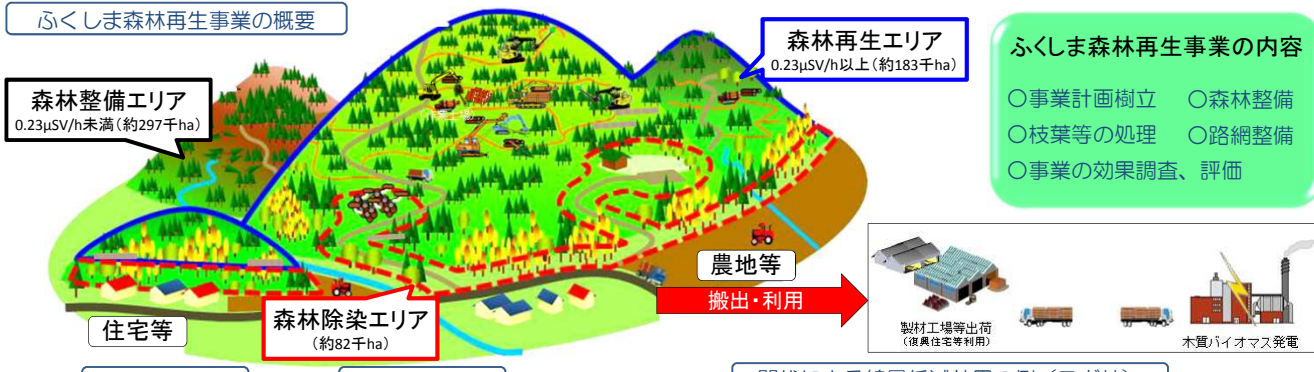 ふくしま森林再生事業の概要
森林再生エリア
0.23μSV/h以上（約183千ha）
ふくしま森林再生事業の内容
〇事業計画樹立　〇森林整備
〇枝葉等の処理　〇路網整備
〇事業の効果調査、評価
森林整備エリア
0.23μSV/h未満（約297千ha）
農地等
搬出・利用
住宅等
森林除染エリア
（約82千ha）
製材工場等出荷
（復興住宅等利用）
木質バイオマス発電